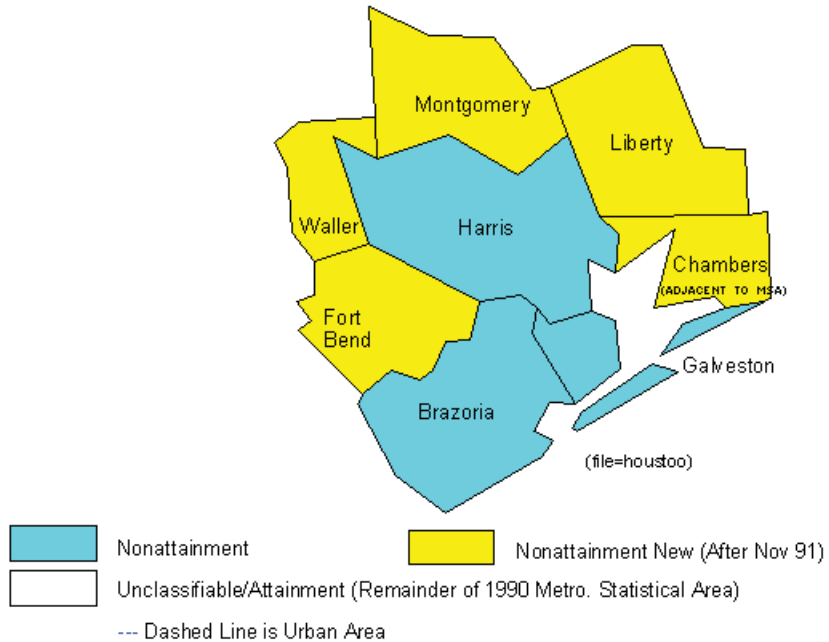 Montgomery
Liberty
Waller
Harris
Chambers
(ADJACENT TO MSA)
Fort
Bend
Galveston
Brazoria
(file=houstoo)
Nonattainment
Nonattainment New (After Nov 91)
Unclassifiable/Attainment (Remainder of 1990 Metro. Statistical Area)
--- Dashed Line is Urban Area